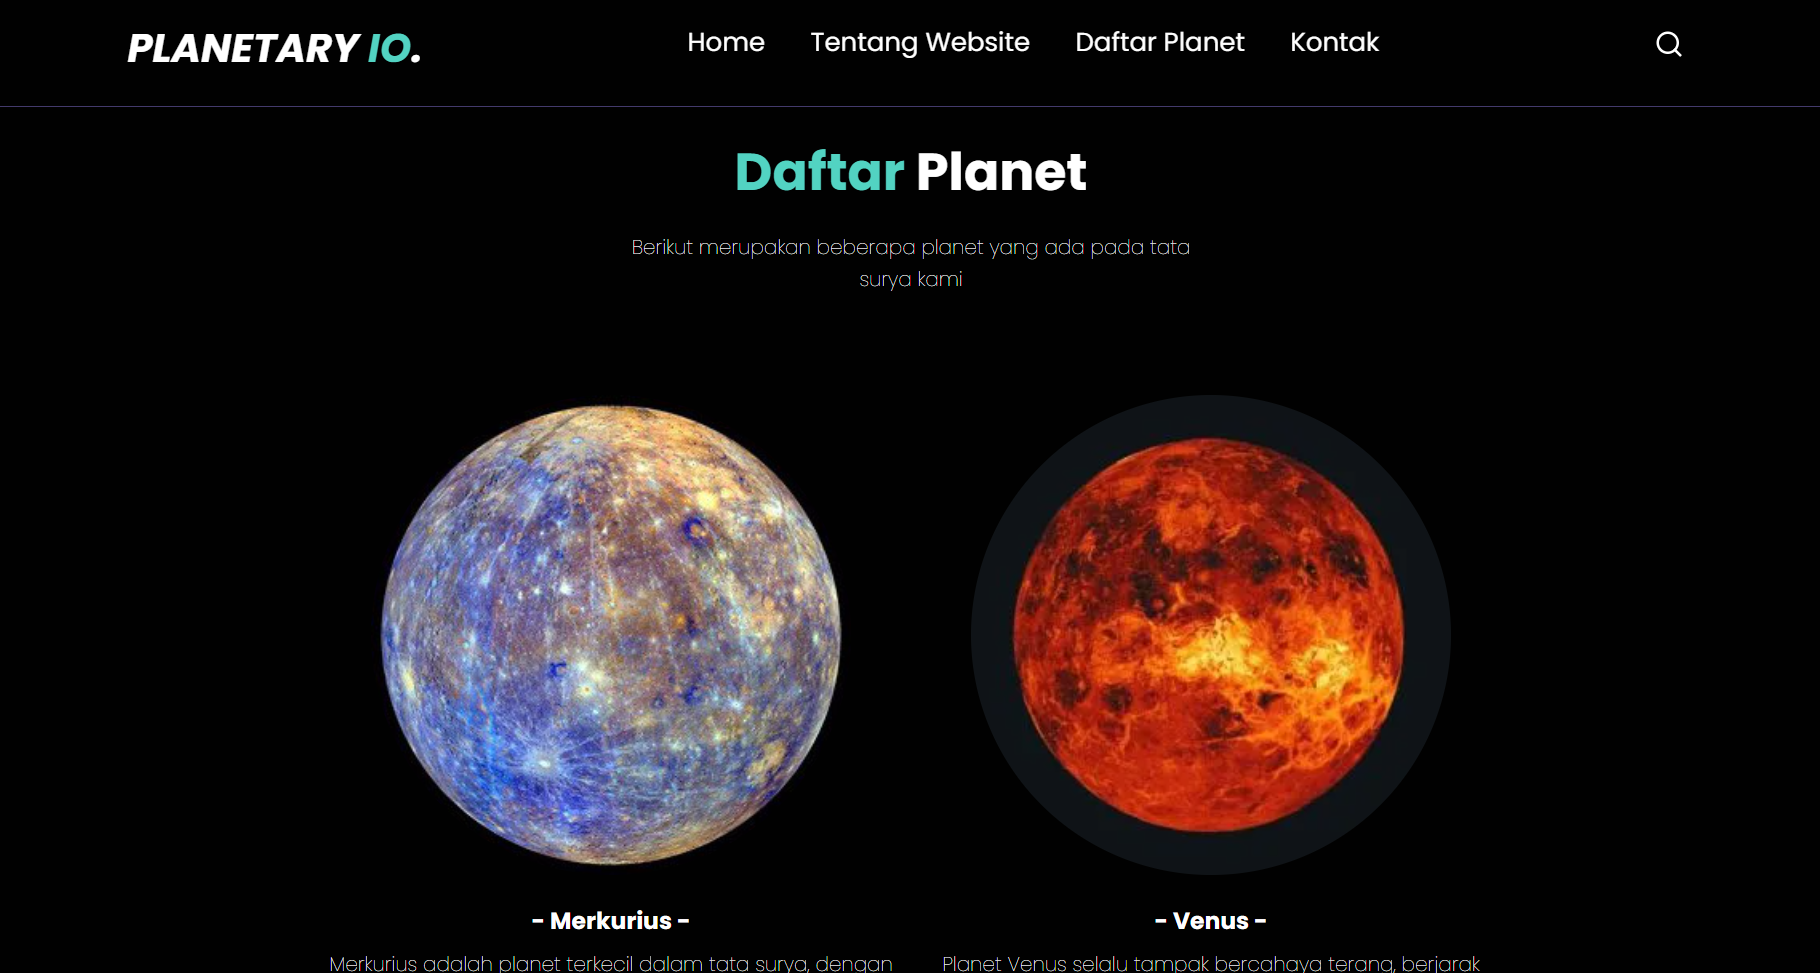 PLANETARY IO.
Home Tentang Website Daftar Planet Kontak
Daftar Planet
Berikut merupakan beberapa planet yang ada pada tata
surya kami
- Merkurius -
Merkurius adalah planet terkecil dalam tata surya, dengan
- Venus -
Planet Venus selalu tampak bercahaya terang, berjarak